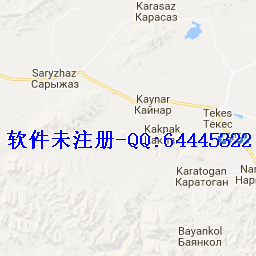 Karasaz
Карасаз
Saryzhaz
Сарыжаз
Kaynar
Кайнар
Tekes
Текес
软件未注册-QQ:64445322
Kakpak
Karatogan
Каратоган
Bayankol
Баянкол